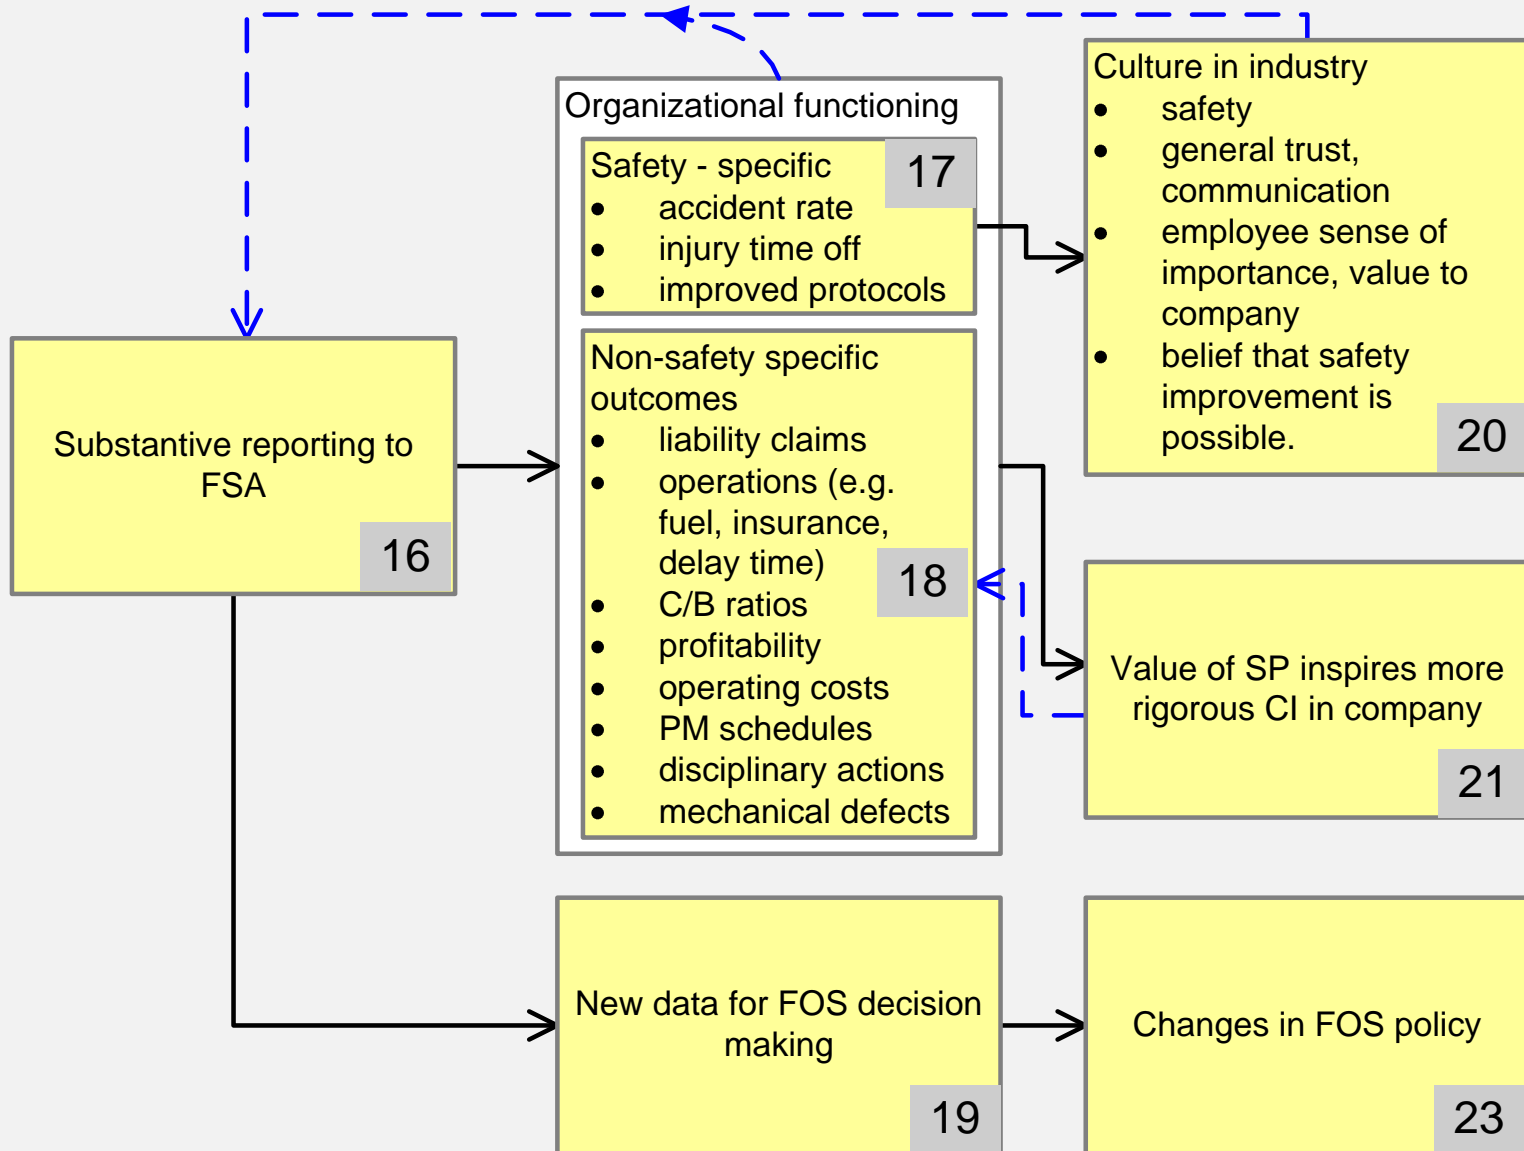 Substantive reporting to
FSA
16
Organizational functioning
Safety - specific
17
• accident rate
• injury time off
• improved protocols
Non-safety specific
outcomes
• liability claims
• operations (e.g.
fuel, insurance,
delay time)
18
• C/B ratios
• profitability
• operating costs
• PM schedules
• disciplinary actions
• mechanical defects
New data for FOS decision
making
19
Culture in industry
• safety
• general trust,
communication
• employee sense of
importance, value to
company
• belief that safety
improvement is
possible.
20
Value of SP inspires more
rigorous CI in company
21
Changes in FOS policy
23